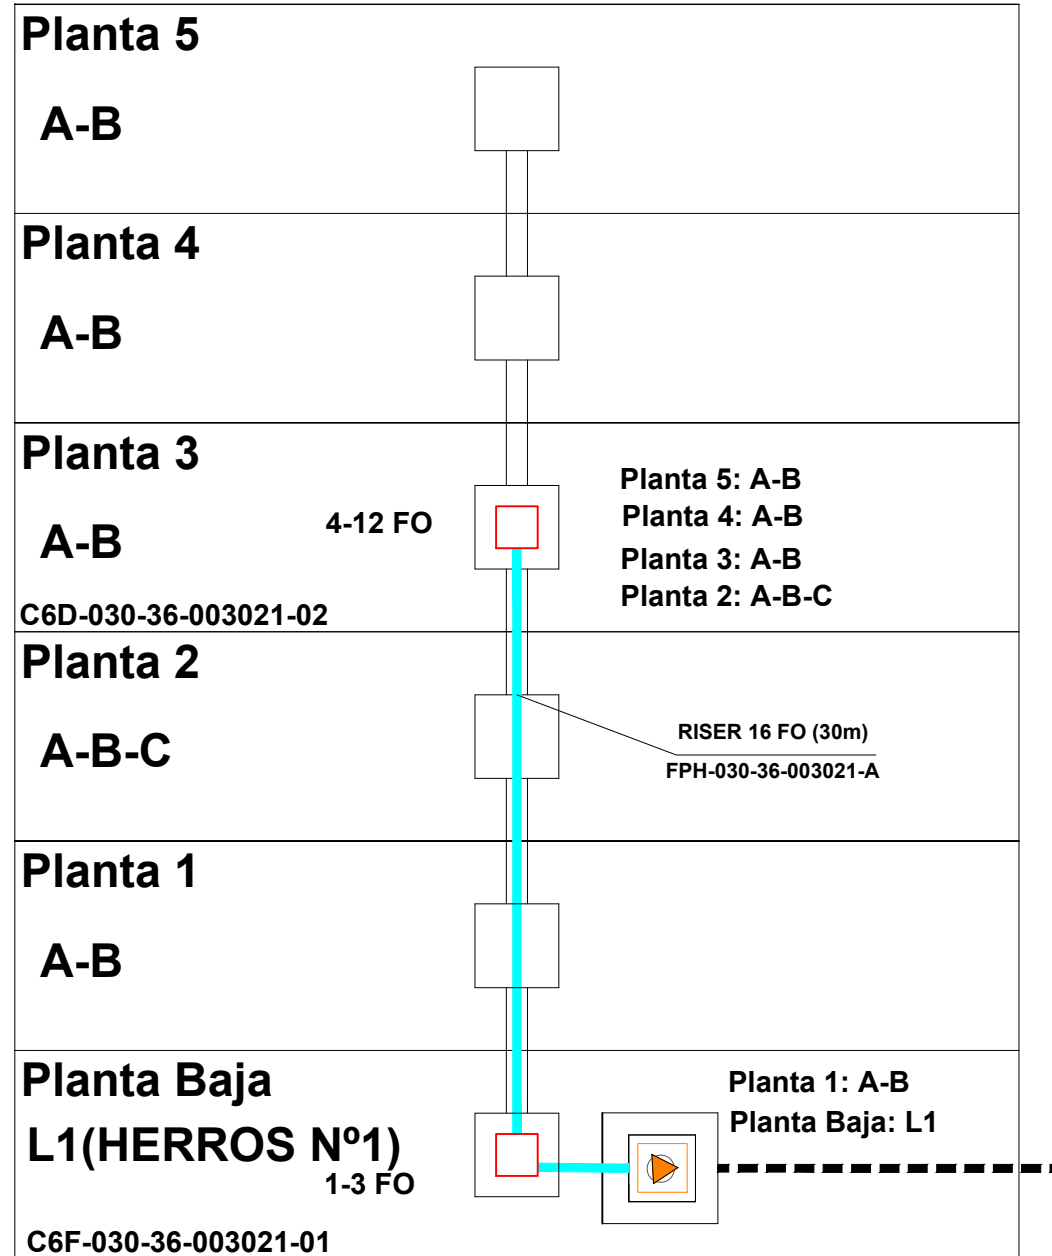 Planta 5
A-B
Planta 4
A-B
Planta 3
A-B
4-12 FO
Planta 5: A-B
Planta 4: A-B
Planta 3: A-B
Planta 2: A-B-C
C6D-030-36-003021-02
Planta 2
A-B-C
RISER 16 FO (30m)
FPH-030-36-003021-A
Planta 1
A-B
Planta Baja
L1(HERROS Nº1)
1-3 FO
Planta 1: A-B
Planta Baja: L1
C6F-030-36-003021-01